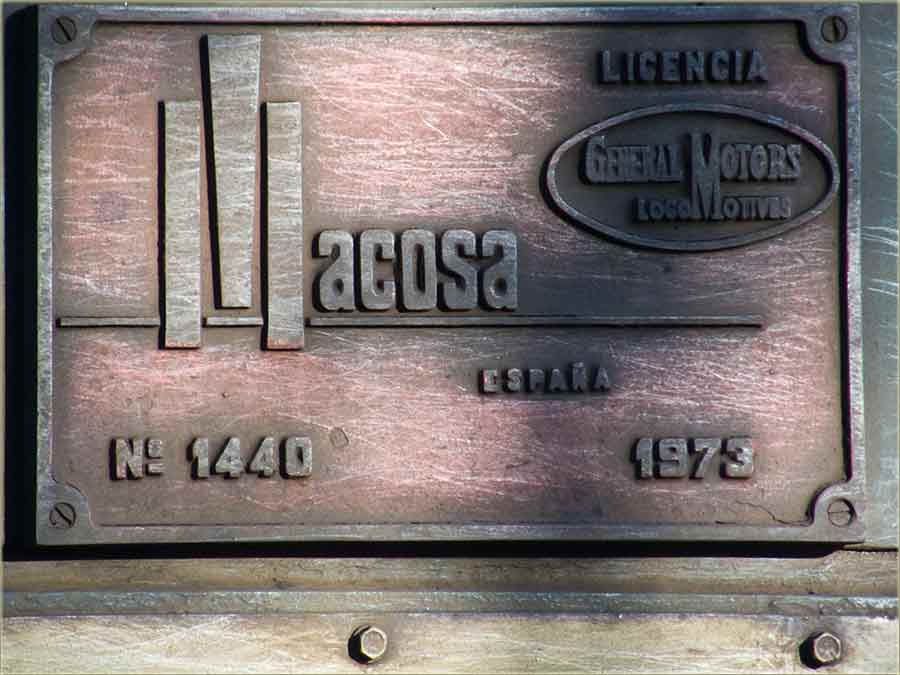 LICENCIA
GENERAL MOTORS
LOCOMOTIVES
Macosa
ESPAÑA
Nº 1440 1973